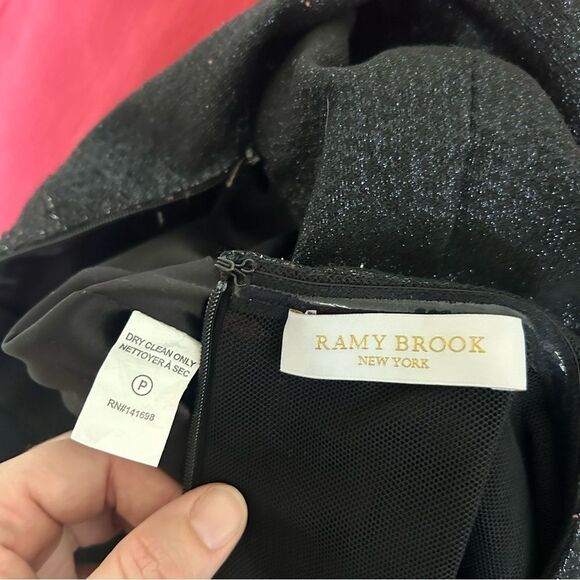 DRY CLEAN ONLY
NETTOYER À SEC
P
RN#141698
RAMY BROOK
NEW YORK